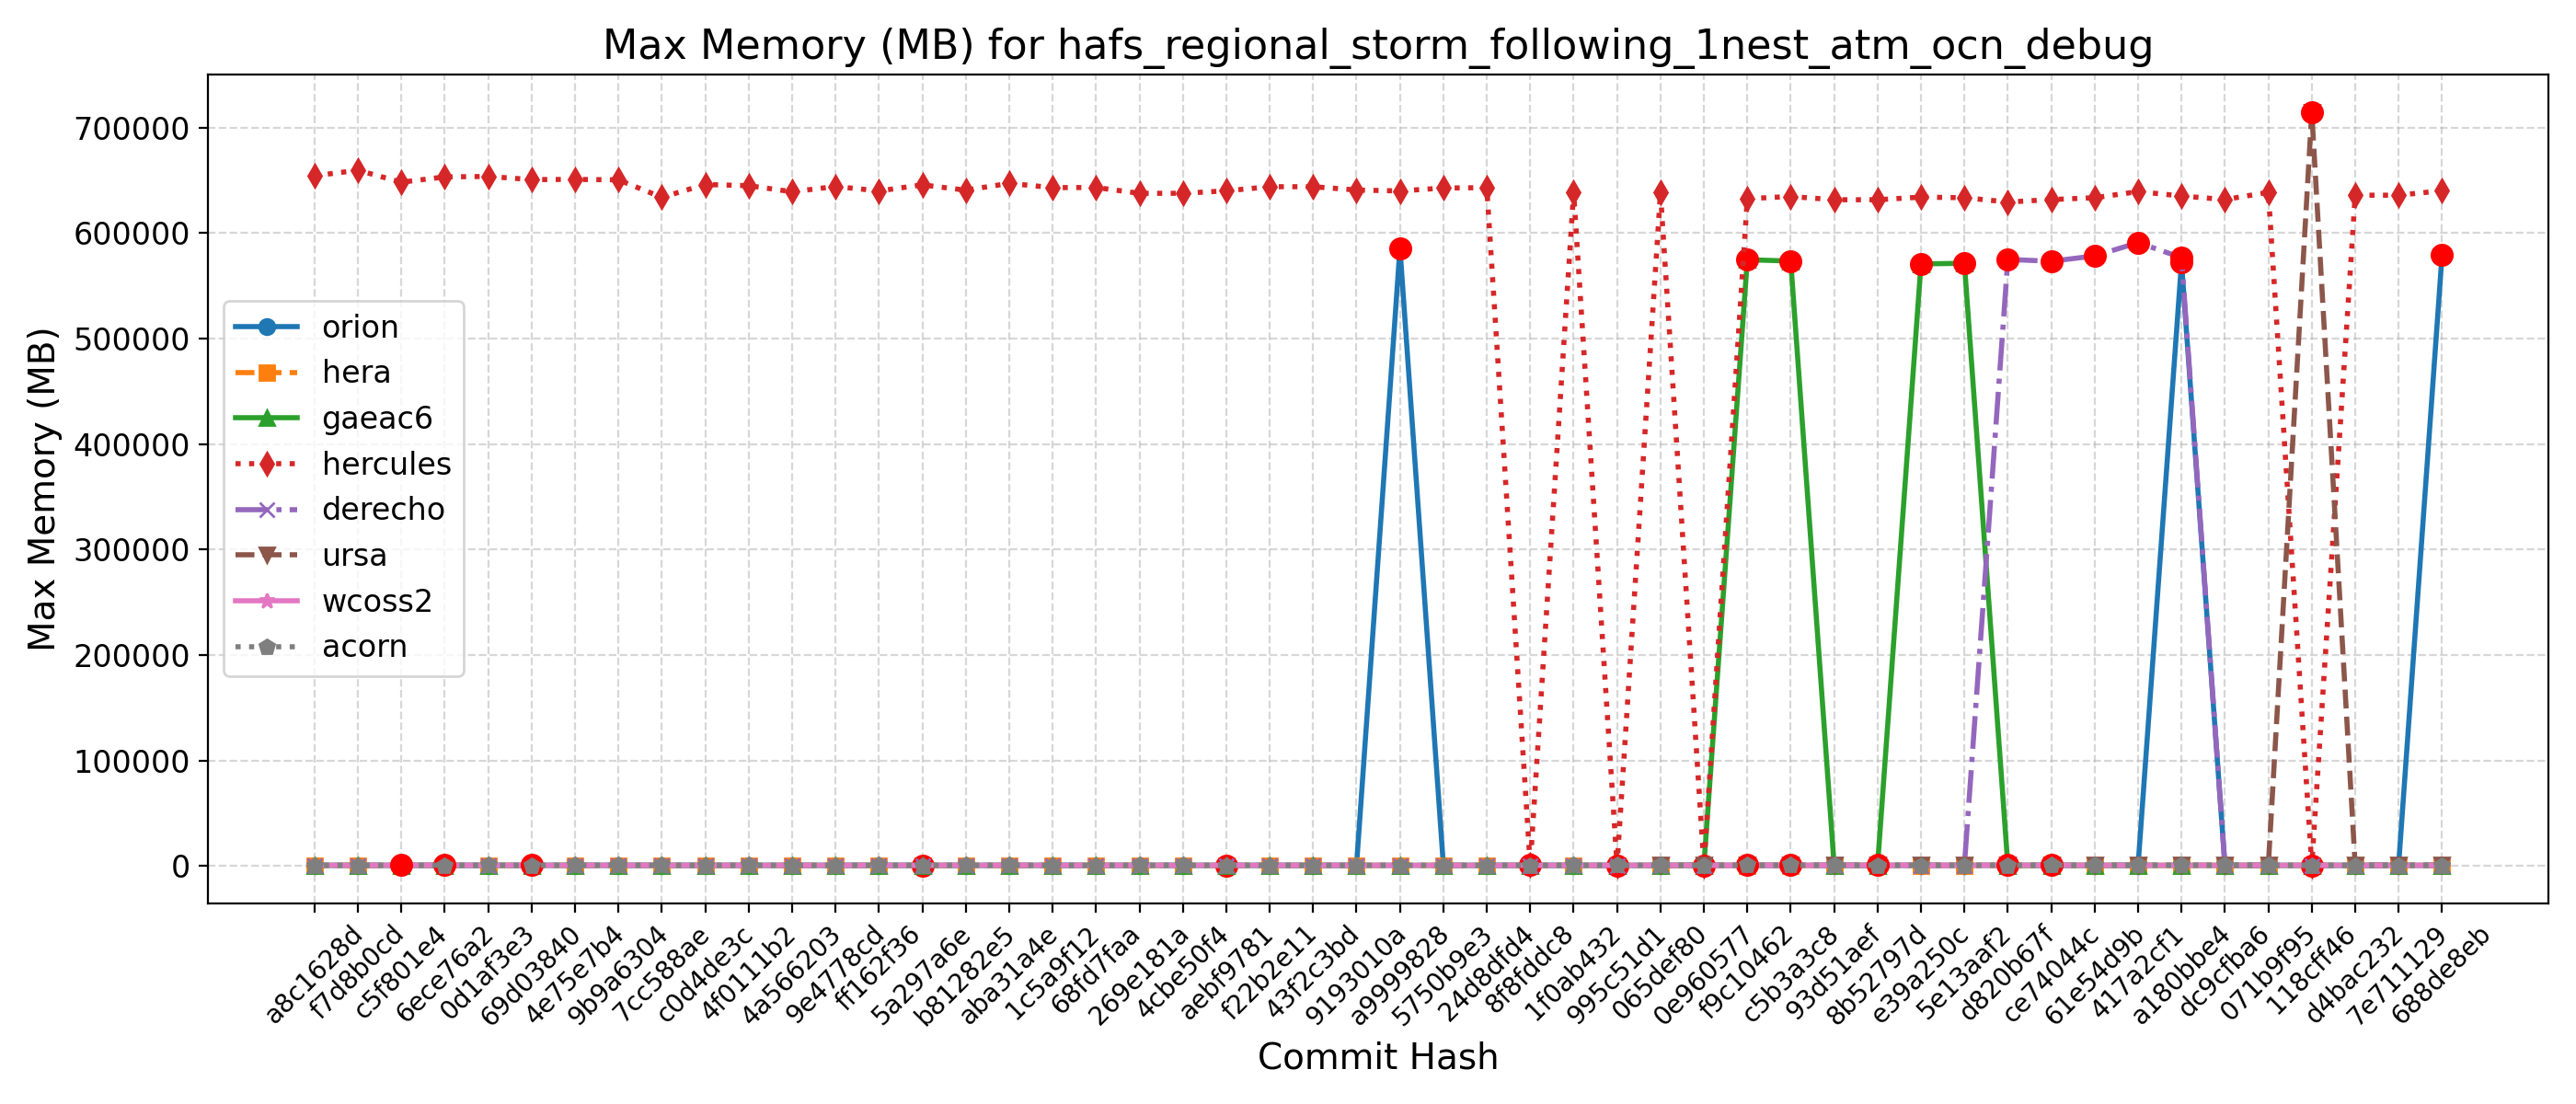 Max Memory (MB) for hafs_regional_storm_following_1nest_atm_ocn_debug
Max Memory (MB)
700000
600000
500000
400000
300000
200000
100000
0
orion
hera
gaeac6
hercules
derecho
ursa
wcoss2
acorn
a8c1628d
f7d8b0cd
c5f801e4
6ece76a2
0d1af3e3
69d03840
4e75e7b4
9b9a6304
7cc588ae
c0d4de3c
4f0111b2
4a566203
9e4778cd
ff162f36
5a297a6e
b81282e5
aba31a4e
1c5a9f12
68fd7faa
269e181a
4cbe50f4
aebf9781
f22b2e11
43f2c3bd
9193010a
a9999828
5750b9e3
24d8dfd4
8f8fddc8
1f0ab432
995c51d1
065def80
0e960577
f9c10462
c5b3a3c8
93d51aef
8b52797d
e39a250c
5e13aaf2
d820b67f
ce74044c
61e54d9b
417a2cf1
a180bbe4
dc9cfba6
071b9f95
118cff46
d4bac232
7e711129
688de8eb
Commit Hash